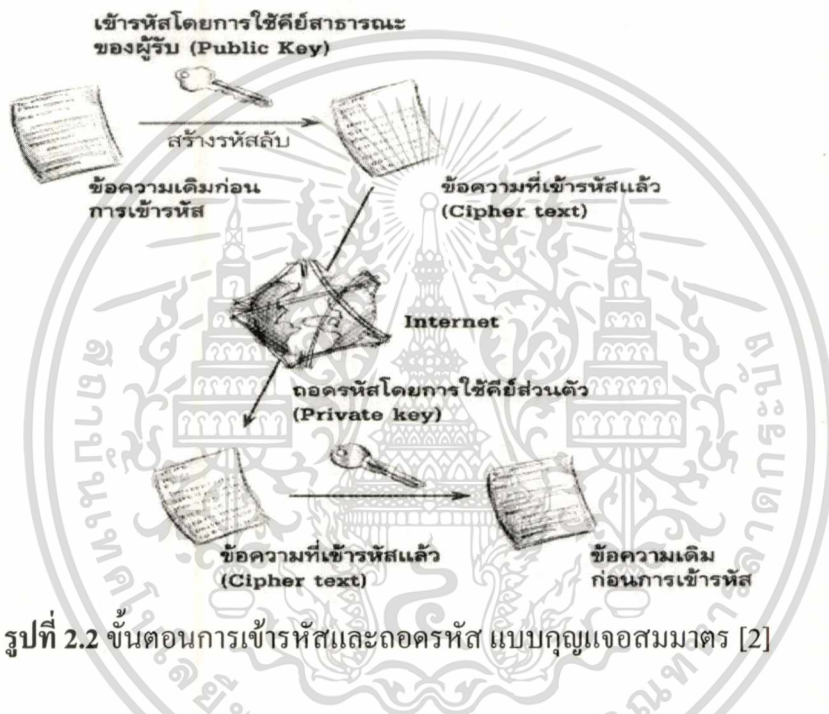 เข้ารหัสโดยการใช้คีย์สาธารณะ
ของผู้รับ (Public Key)
สร้างรหัสลับ
ข้อความเดิมก่อน
การเข้ารหัส
ข้อความที่เข้ารหัสแล้ว
(Cipher text)
Internet
ถอดรหัสโดยการใช้คีย์ส่วนตัว
(Private key)
ข้อความที่เข้ารหัสแล้ว
(Cipher text)
ข้อความเดิม
ก่อนการเข้ารหัส
รูปที่ 2.2 ขั้นตอนการเข้ารหัสและถอดรหัส แบบกุญแจอสมมาตร [2]